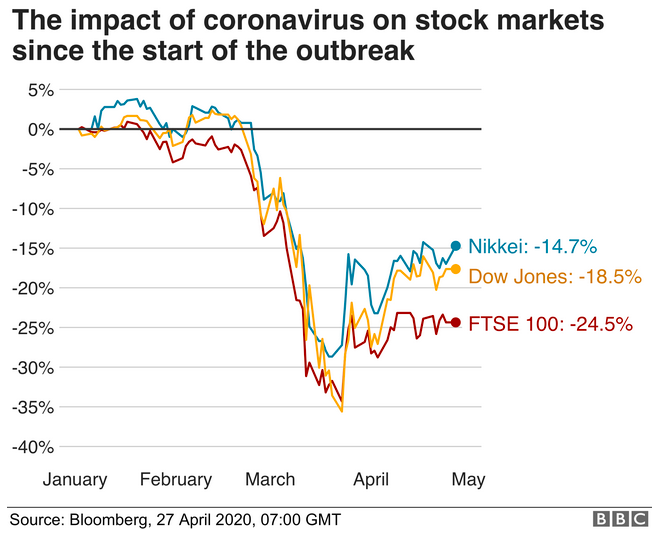 The impact of coronavirus on stock markets
since the start of the outbreak
5%
0%
-5%
-10%
-15%
-20%
-25%
-30%
-35%
-40%
Nikkei: -14.7%
Dow Jones: -18.5%
FTSE 100: -24.5%
January February March April May
Source: Bloomberg, 27 April 2020, 07:00 GMT
BBC